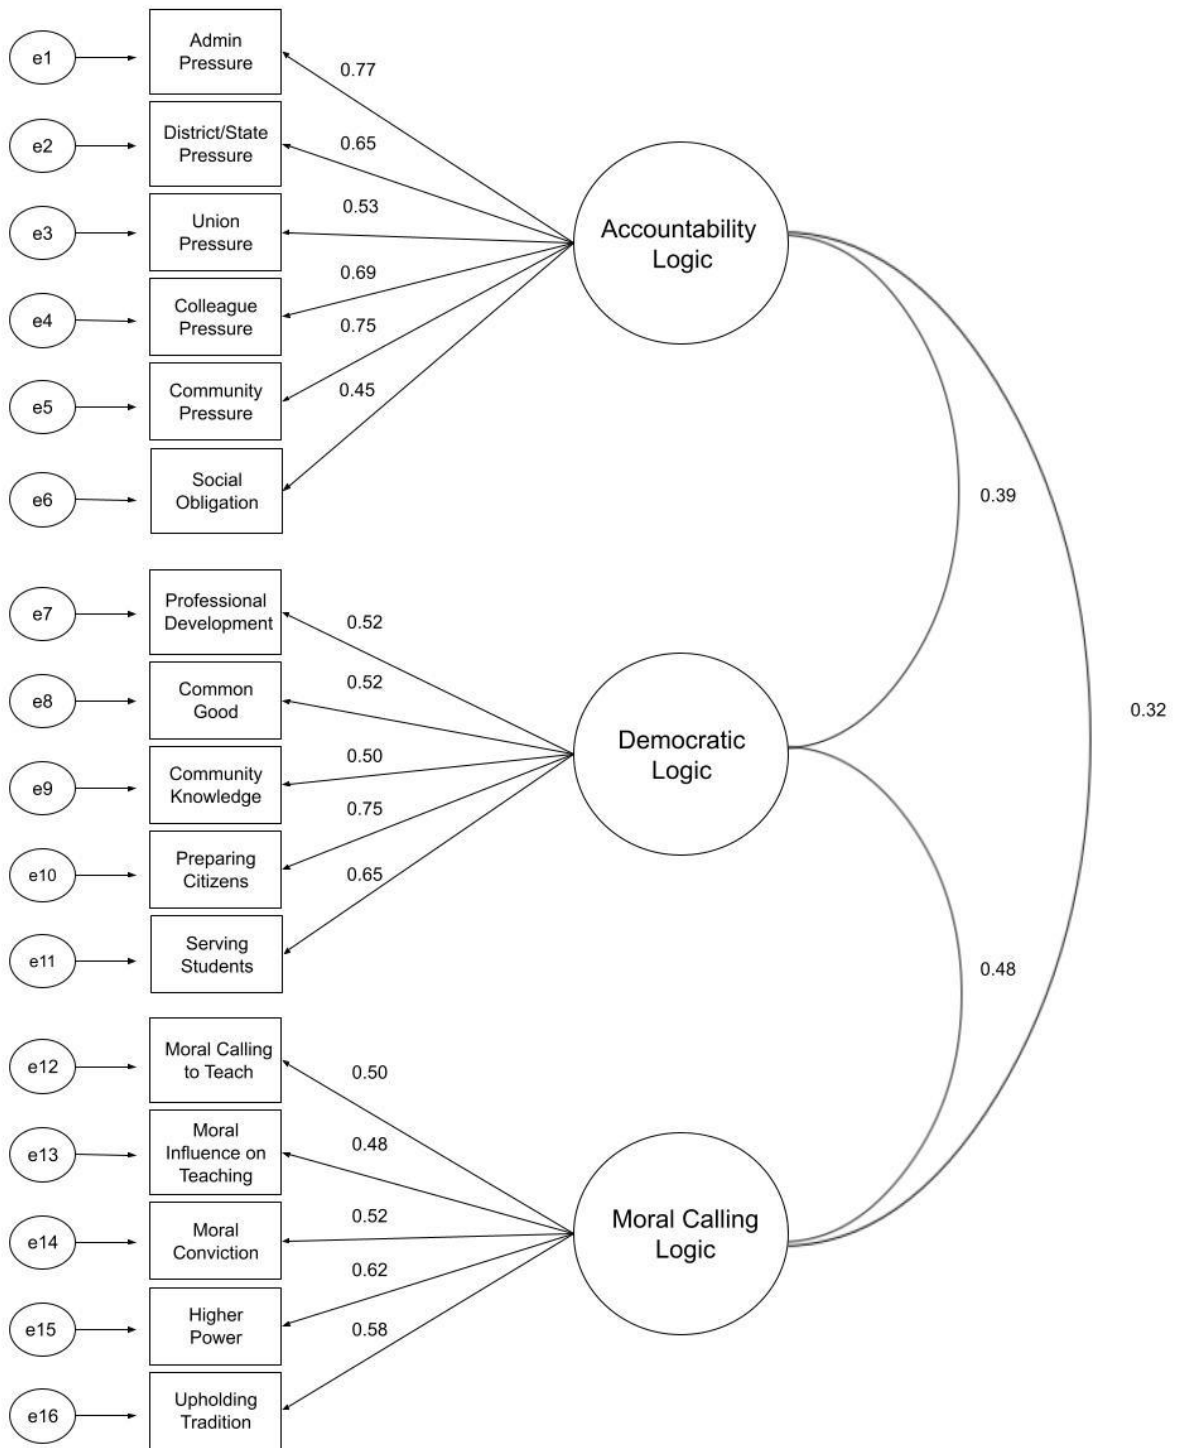 e1
Admin
Pressure
0.77
e2
District/State
Pressure
0.65
e3
Union
Pressure
0.53
e4
Colleague
Pressure
0.69
e5
Community
Pressure
0.75
e6
Social
Obligation
0.45
Accountability
Logic
0.39
e7
Professional
Development
0.52
e8
Common
Good
0.52
e9
Community
Knowledge
0.50
e10
Preparing
Citizens
0.75
e11
Serving
Students
0.65
Democratic
Logic
0.32
0.48
e12
Moral Calling
to Teach
0.50
e13
Moral
Influence on
Teaching
0.48
e14
Moral
Conviction
0.52
e15
Higher
Power
0.62
e16
Upholding
Tradition
0.58
Moral Calling
Logic